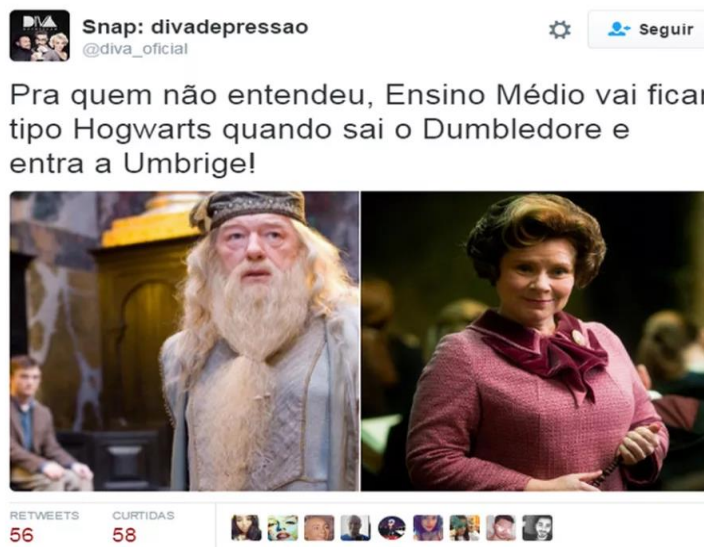 DIVA
Snap: divadepressao
@diva_oficial
Seguir
Pra quem não entendeu, Ensino Médio vai ficar
tipo Hogwarts quando sai o Dumbledore e
entra a Umbrige!
RETWEETS
CURTIDAS
56
58